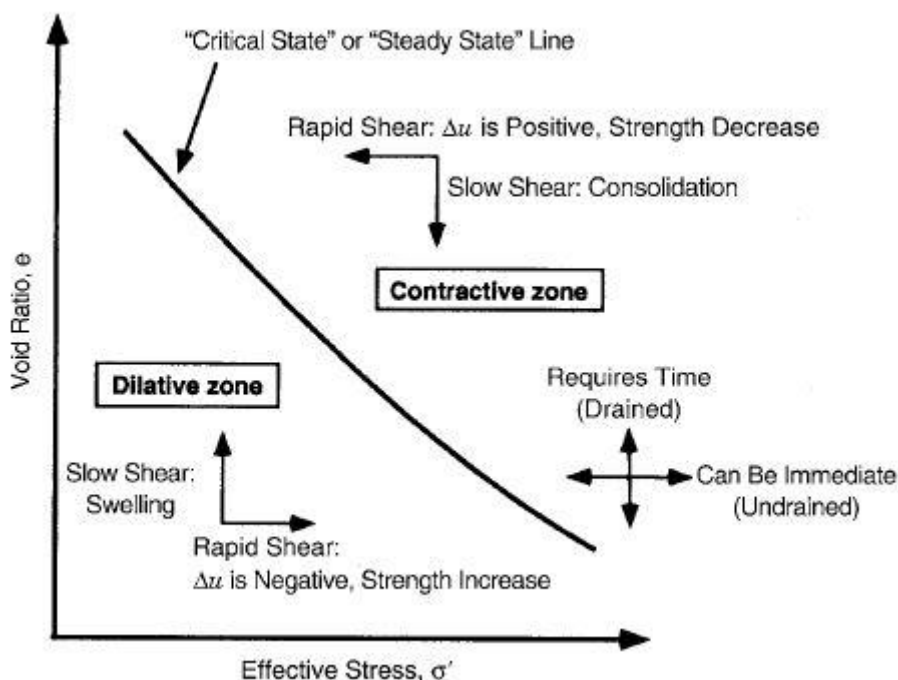 “Critical State” or “Steady State” Line
Rapid Shear: Δu is Positive, Strength Decrease
Slow Shear: Consolidation
Contractive zone
Void Ratio, e
Dilative zone
Requires Time
(Drained)
Slow Shear:
Swelling
Can Be Immediate
(Undrained)
Rapid Shear:
Δu is Negative, Strength Increase
Effective Stress, σ′